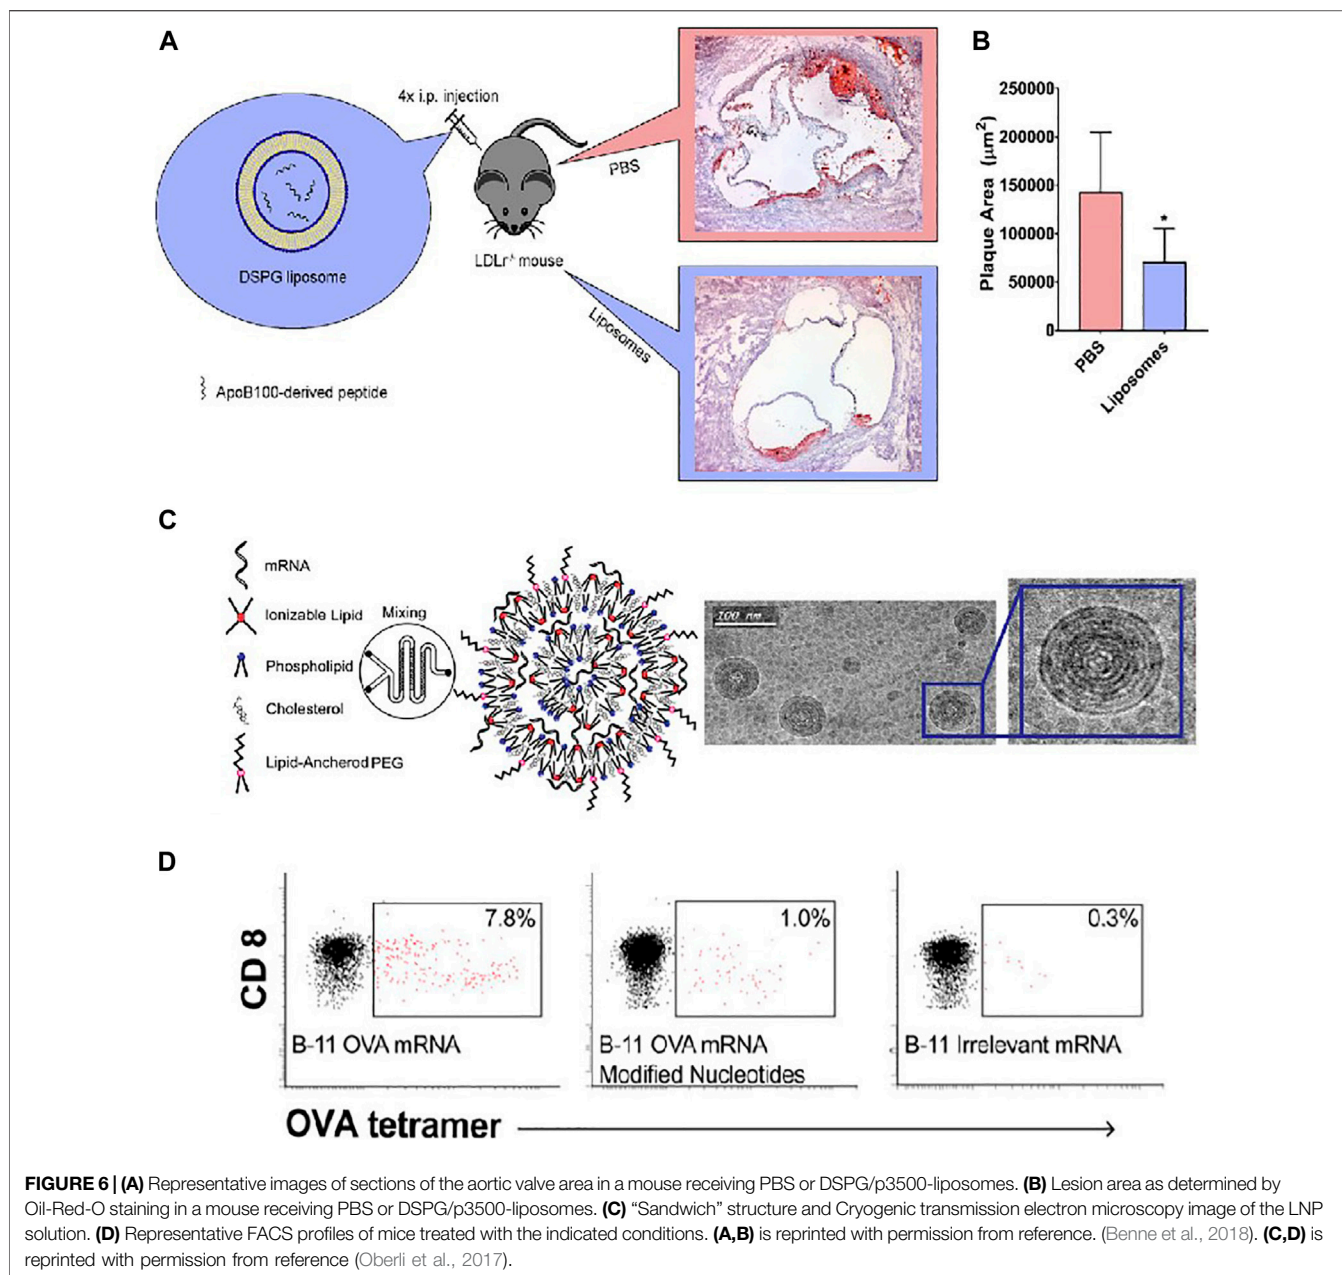 A
4x i.p. injection
PBS
DSPG liposome
LDLr-/- mouse
Liposomes
ApoB100-derived peptide
B
Plaque Area (μm²)
250000
200000
150000
100000
50000
0
*
PBS
Liposomes
C
mRNA
Ionizable Lipid
Phospholipid
Cholesterol
Lipid-Anchered PEG
Mixing
100 nm
D
CD 8
7.8%
B-11 OVA mRNA
1.0%
B-11 OVA mRNA
Modified Nucleotides
0.3%
B-11 Irrelevant mRNA
OVA tetramer
FIGURE 6 | (A) Representative images of sections of the aortic valve area in a mouse receiving PBS or DSPG/p3500-liposomes. (B) Lesion area as determined by
Oil-Red-O staining in a mouse receiving PBS or DSPG/p3500-liposomes. (C) “Sandwich” structure and Cryogenic transmission electron microscopy image of the LNP
solution. (D) Representative FACS profiles of mice treated with the indicated conditions. (A,B) is reprinted with permission from reference. (Benne et al., 2018). (C,D) is
reprinted with permission from reference (Oberli et al., 2017).